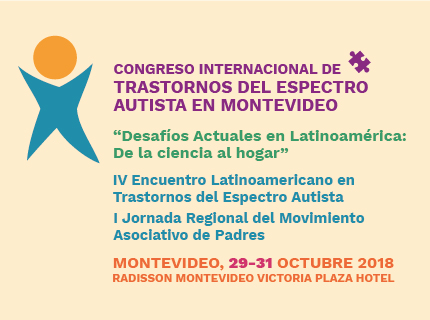 CONGRESO INTERNACIONAL DE
TRASTORNOS DEL ESPECTRO
AUTISTA EN MONTEVIDEO
“Desafíos Actuales en Latinoamérica:
De la ciencia al hogar”
IV Encuentro Latinoamericano en
Trastornos del Espectro Autista
I Jornada Regional del Movimiento
Asociativo de Padres
MONTEVIDEO, 29-31 OCTUBRE 2018
RADISSON MONTEVIDEO VICTORIA PLAZA HOTEL